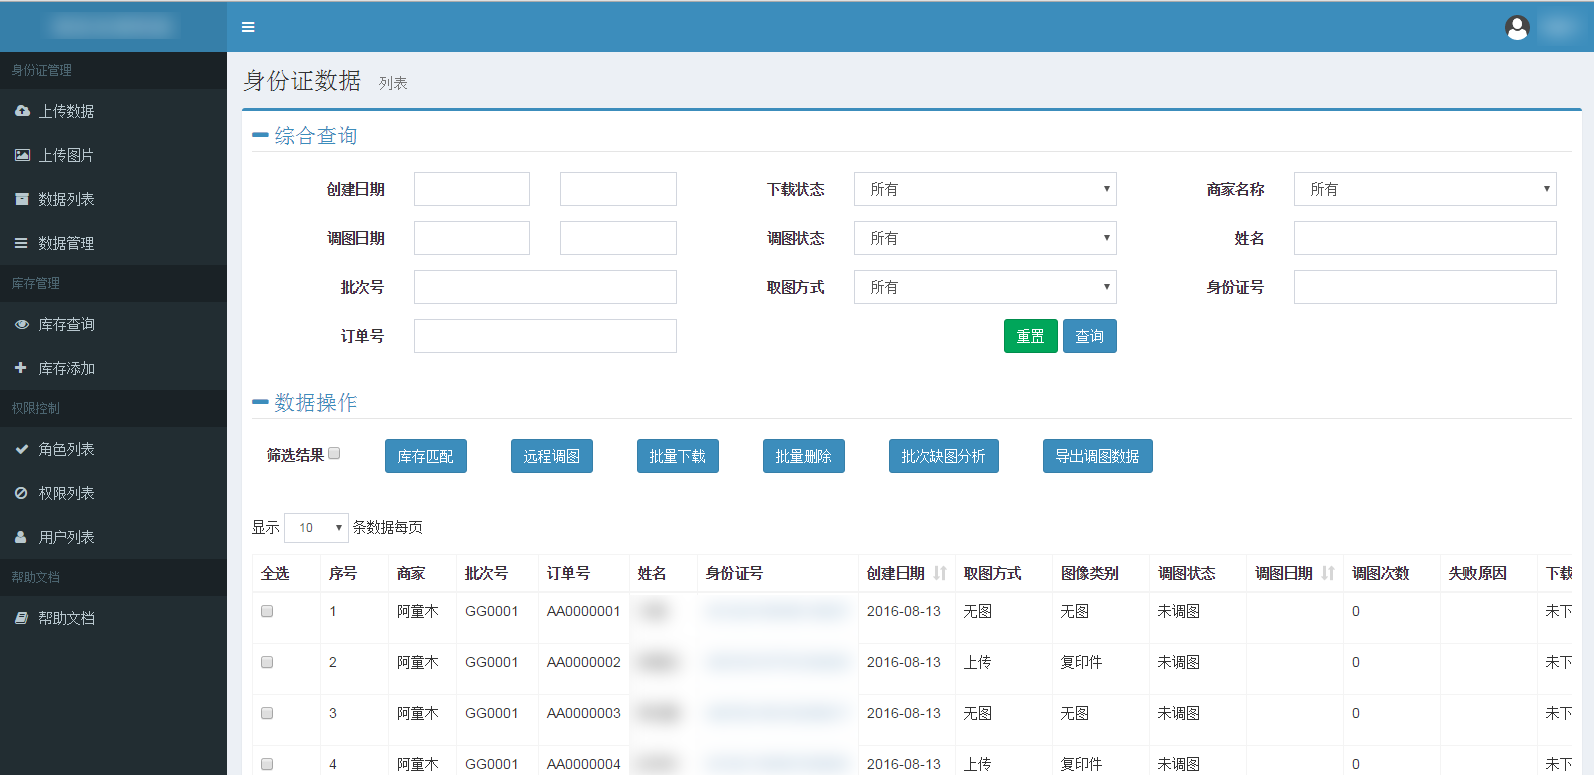 身份证管理
上传数据
上传图片
数据列表
数据管理
库存管理
库存查询
库存添加
权限控制
角色列表
权限列表
用户列表
帮助文档
帮助文档
身份证数据 列表
综合查询
创建日期 下载状态 所有 商家名称 所有
调图日期 调图状态 所有 姓名
批次号 取图方式 所有 身份证号
订单号 重置 查询
数据操作
筛选结果 库存匹配 远程调图 批量下载 批量删除 批次缺图分析 导出调图数据
显示 10 条数据每页
全选 序号 商家 批次号 订单号 姓名 身份证号 创建日期 取图方式 图像类别 调图状态 调图日期 调图次数 失败原因 下载
1 阿童木 GG0001 AA0000001 2016-08-13 无图 无图 未调图 0 未下
2 阿童木 GG0001 AA0000002 2016-08-13 上传 复印件 未调图 0 未下
3 阿童木 GG0001 AA0000003 2016-08-13 无图 无图 未调图 0 未下
4 阿童木 GG0001 AA0000004 2016-08-13 上传 复印件 未调图 0 未下